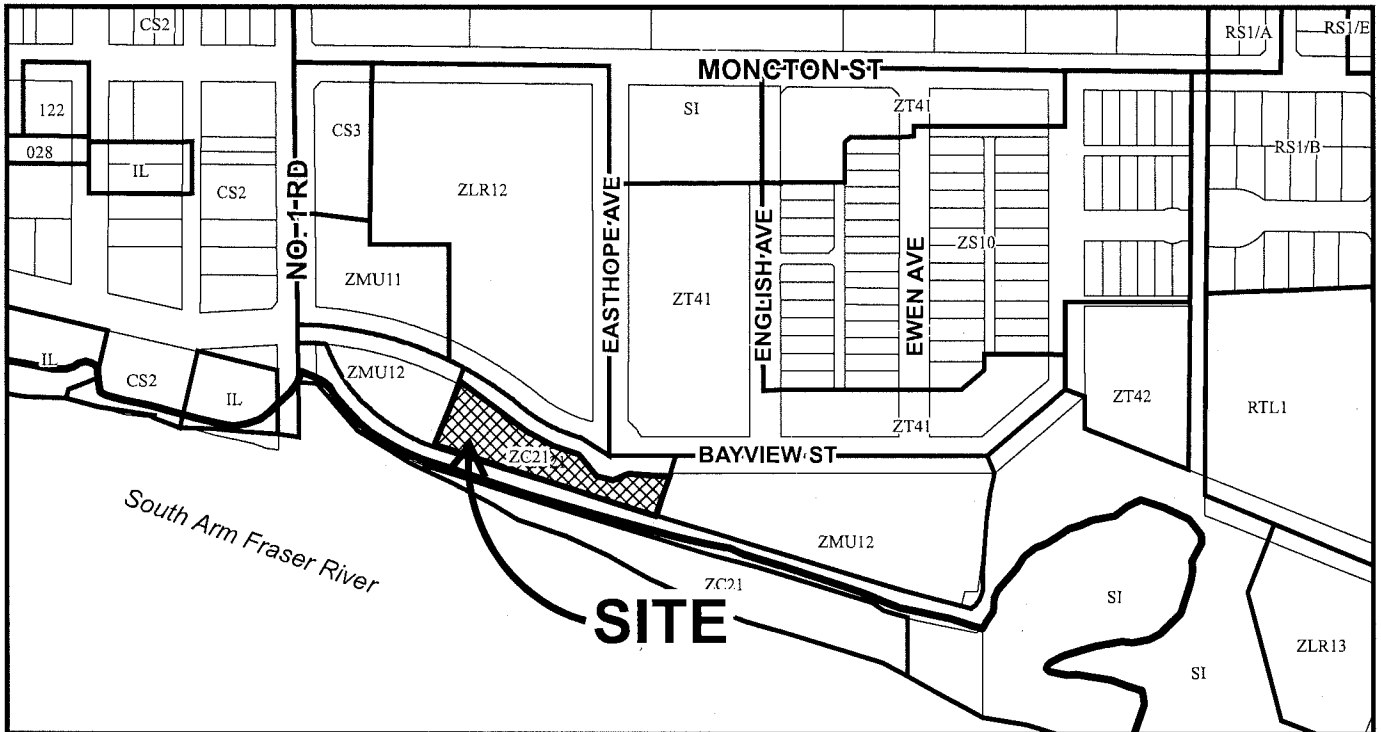 CS2
RS1/A
RS1/E
MONCTON ST
122
CS3
SI
ZT41
028
IL
CS2
NO. 1 RD
ZLR12
EASTHOPE AVE
ENGLISH AVE
EWEN AVE
RS1/B
ZS10
ZMU11
ZT41
IL
CS2
IL
ZMU12
ZT42
RTL1
ZT41
ZC21
BAYVIEW ST
South Arm Fraser River
ZMU12
ZC21
SITE
SI
SI
ZLR13